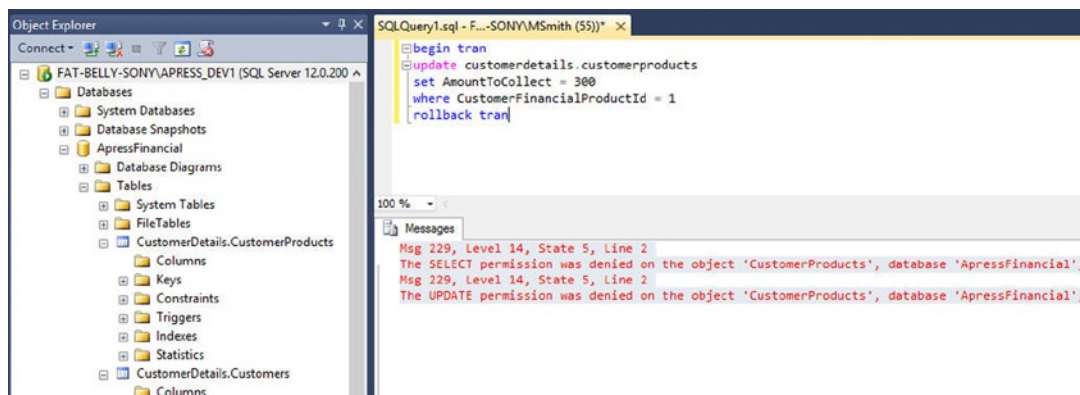 Object Explorer
Connect
FAT-BELLY-SONY\APRESS_DEV1 (SQL Server 12.0.200
Databases
System Databases
Database Snapshots
ApressFinancial
Database Diagrams
Tables
System Tables
FileTables
CustomerDetails.CustomerProducts
Columns
Keys
Constraints
Triggers
Indexes
Statistics
CustomerDetails.Customers
Columns
SQLQuery1.sql - F...-SONY\MSmith (55))*
begin tran
update customerdetails.customerproducts
set AmountToCollect = 300
where CustomerFinancialProductId = 1
rollback tran
100 %
Messages
Msg 229, Level 14, State 5, Line 2
The SELECT permission was denied on the object 'CustomerProducts', database 'ApressFinancial',
Msg 229, Level 14, State 5, Line 2
The UPDATE permission was denied on the object 'CustomerProducts', database 'ApressFinancial',